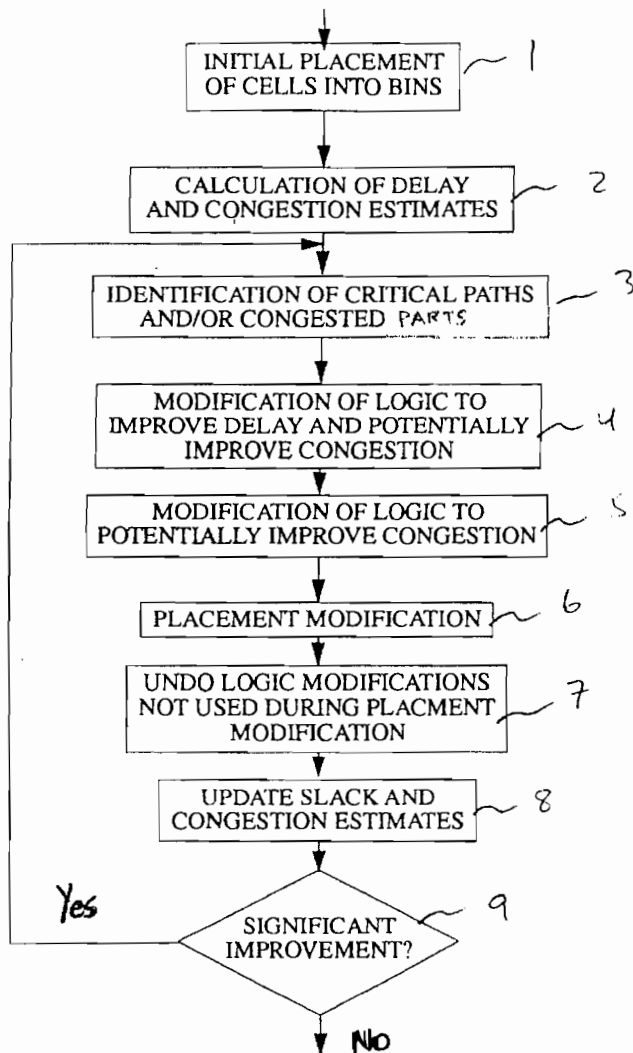 INITIAL PLACEMENT
OF CELLS INTO BINS
1
CALCULATION OF DELAY
AND CONGESTION ESTIMATES
2
IDENTIFICATION OF CRITICAL PATHS
AND/OR CONGESTED PARTS
3
MODIFICATION OF LOGIC TO
IMPROVE DELAY AND POTENTIALLY
IMPROVE CONGESTION
4
MODIFICATION OF LOGIC TO
POTENTIALLY IMPROVE CONGESTION
5
PLACEMENT MODIFICATION
6
UNDO LOGIC MODIFICATIONS
NOT USED DURING PLACMENT
MODIFICATION
7
UPDATE SLACK AND
CONGESTION ESTIMATES
8
Yes
SIGNIFICANT
IMPROVEMENT?
9
No